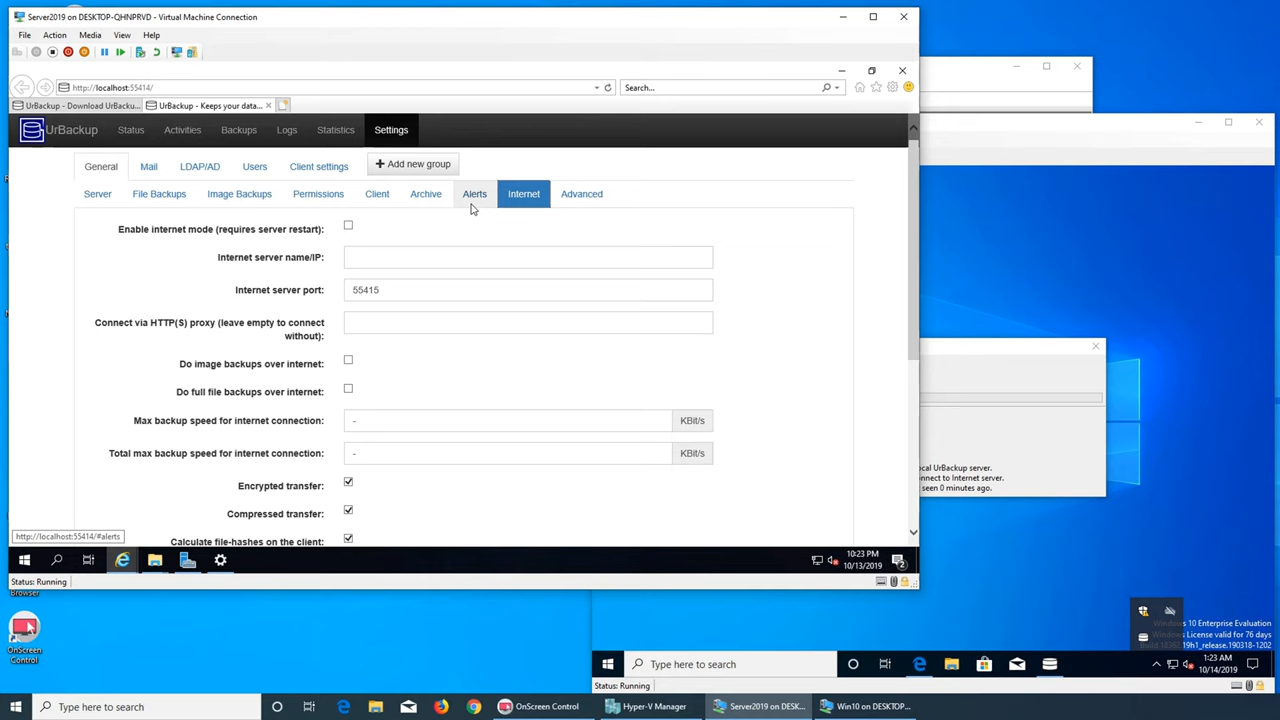 Server2019 on DESKTOP-QHNPRVD - Virtual Machine Connection
File Action Media View Help
http://localhost:55414/
Search...
UrBackup - Download UrBacku...
UrBackup - Keeps your data...
UrBackup Status Activities Backups Logs Statistics Settings
General Mail LDAP/AD Users Client settings + Add new group
Server File Backups Image Backups Permissions Client Archive Alerts Internet Advanced
Enable internet mode (requires server restart):
Internet server name/IP:
Internet server port: 55415
Connect via HTTP(S) proxy (leave empty to connect
without):
Do image backups over internet:
Do full file backups over internet:
Max backup speed for internet connection: - KBit/s
Total max backup speed for internet connection: - KBit/s
Encrypted transfer:
Compressed transfer:
Calculate file-hashes on the client:
http://localhost:55414/#alerts
10:23 PM
10/13/2019
Status: Running
ocal UrBackup server.
nnect to Internet server.
seen 0 minutes ago.
Browser
OnScreen
Control
Windows 10 Enterprise Evaluation
Windows License valid for 76 days
Build 18362.19h1_release.190318-1202
Type here to search
1:23 AM
10/14/2019
Status: Running
Type here to search
OnScreen Control
Hyper-V Manager
Server2019 on DESK...
Win10 on DESKTOP...